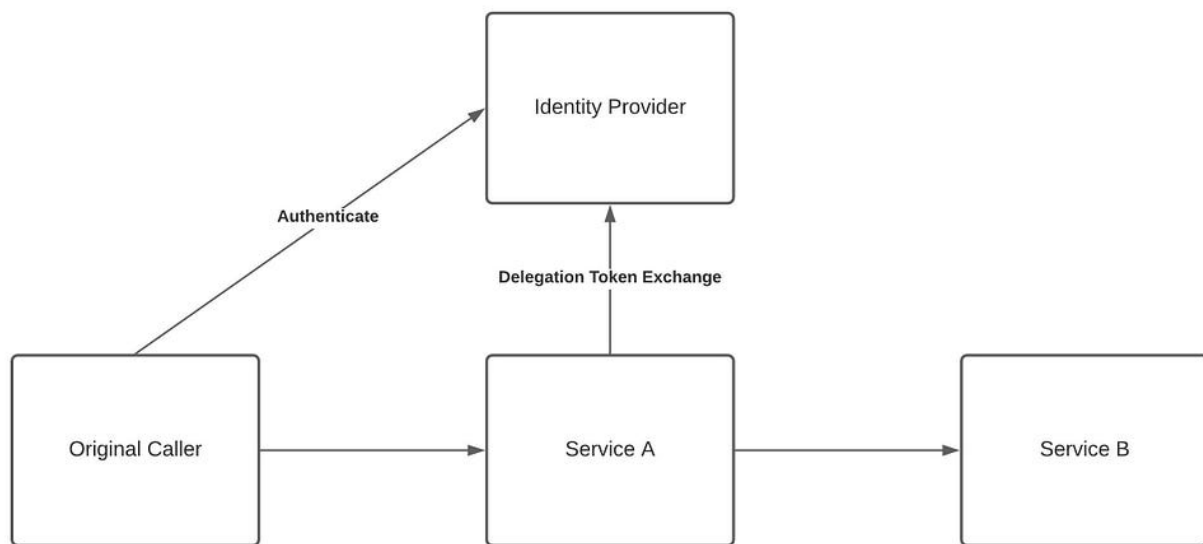 Identity Provider
Authenticate
Delegation Token Exchange
Original Caller
Service A
Service B